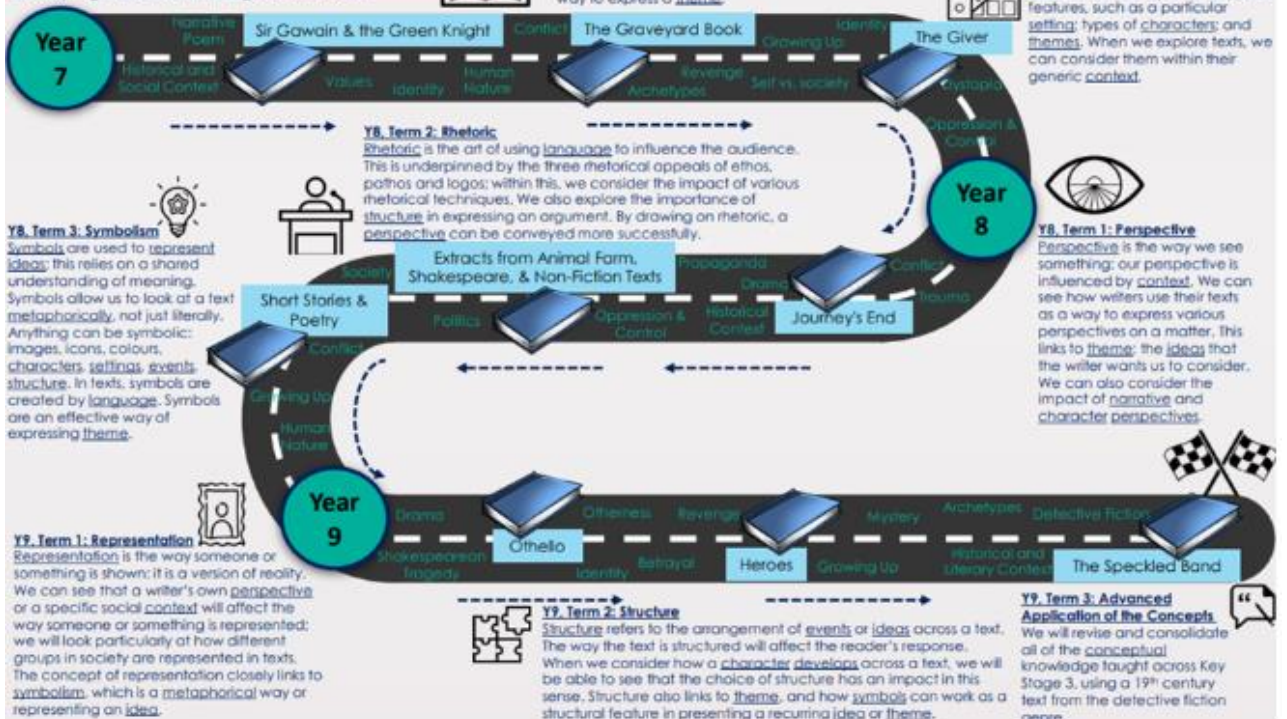 way to express a theme.
features, such as a particular
setting; types of characters; and
themes. When we explore texts, we
can consider them within their
generic context.
Year
7
Narrative
Poem
Sir Gawain & the Green Knight
Conflict
The Graveyard Book
Growing Up
Identity
The Giver
Historical and
Social Context
Values
Identity
Human
Nature
Archetypes
Revenge
Self vs. society
Dystopia
Oppression &
Control
Year
8
Y8, Term 2: Rhetoric
Rhetoric is the art of using language to influence the audience.
This is underpinned by the three rhetorical appeals of ethos,
pathos and logos; within this, we consider the impact of various
rhetorical techniques. We also explore the importance of
structure in expressing an argument. By drawing on rhetoric, a
perspective can be conveyed more successfully.
Y8, Term 1: Perspective
Perspective is the way we see
something; our perspective is
influenced by context. We can
see how writers use their texts
as a way to express various
perspectives on a matter. This
links to theme: the ideas that
the writer wants us to consider.
We can also consider the
impact of narrative and
character perspectives.
Y8, Term 3: Symbolism
Symbols are used to represent
ideas; this relies on a shared
understanding of meaning.
Symbols allow us to look at a text
metaphorically, not just literally.
Anything can be symbolic:
images, icons, colours,
characters, settings, events,
structure. In texts, symbols are
created by language. Symbols
are an effective way of
expressing theme.
Conflict
Trauma
Journey's End
Drama
Historical
Context
Propaganda
Extracts from Animal Farm,
Shakespeare, & Non-Fiction Texts
Oppression &
Control
Politics
Society
Short Stories &
Poetry
Conflict
Growing Up
Human
Nature
Year
9
Drama
Shakespearean
Tragedy
Othello
Otherness
Identity
Revenge
Betrayal
Heroes
Growing Up
Mystery
Archetypes
Historical and
Literary Context
Detective Fiction
The Speckled Band
Y9, Term 1: Representation
Representation is the way someone or
something is shown; it is a version of reality.
We can see that a writer's own perspective
or a specific social context will affect the
way someone or something is represented;
we will look particularly at how different
groups in society are represented in texts.
The concept of representation closely links to
symbolism, which is a metaphorical way or
representing an idea.
Y9, Term 2: Structure
Structure refers to the arrangement of events or ideas across a text.
The way the text is structured will affect the reader's response.
When we consider how a character develops across a text, we will
be able to see that the choice of structure has an impact in this
sense. Structure also links to theme, and how symbols can work as a
structural feature in presenting a recurring idea or theme.
Y9, Term 3: Advanced
Application of the Concepts
We will revise and consolidate
all of the conceptual
knowledge taught across Key
Stage 3, using a 19th century
text from the detective fiction
genre.